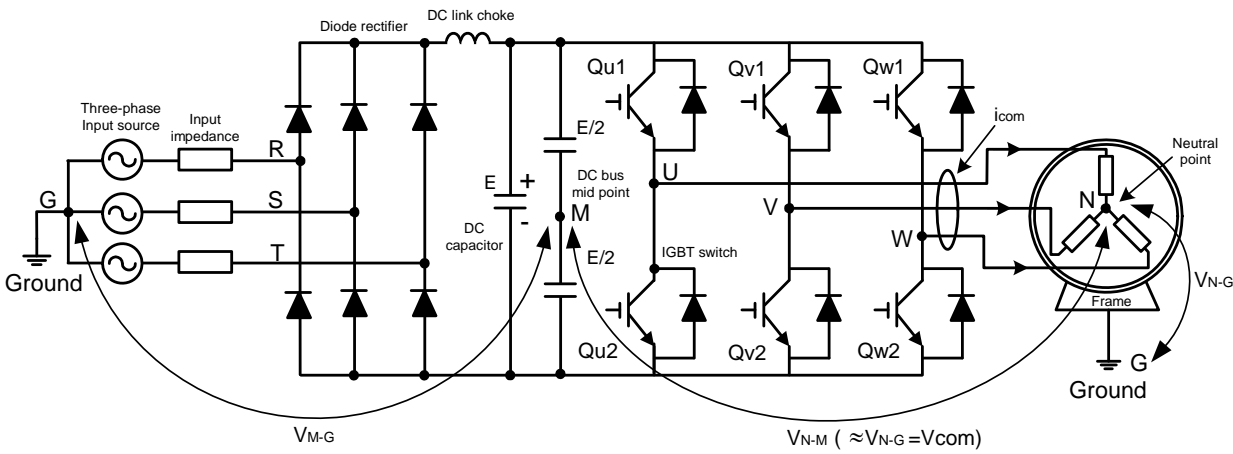 DC link choke
Diode rectifier
Three-phase
Input source
Input
impedance
R
S
T
G
Ground
E
+
-
DC
capacitor
E/2
DC bus
mid point
M
E/2
Qu1
Qv1
Qw1
U
V
W
IGBT switch
Qu2
Qv2
Qw2
icom
Neutral
point
N
Frame
VN-G
G
Ground
VM-G
VN-M ( ≈VN-G =Vcom)